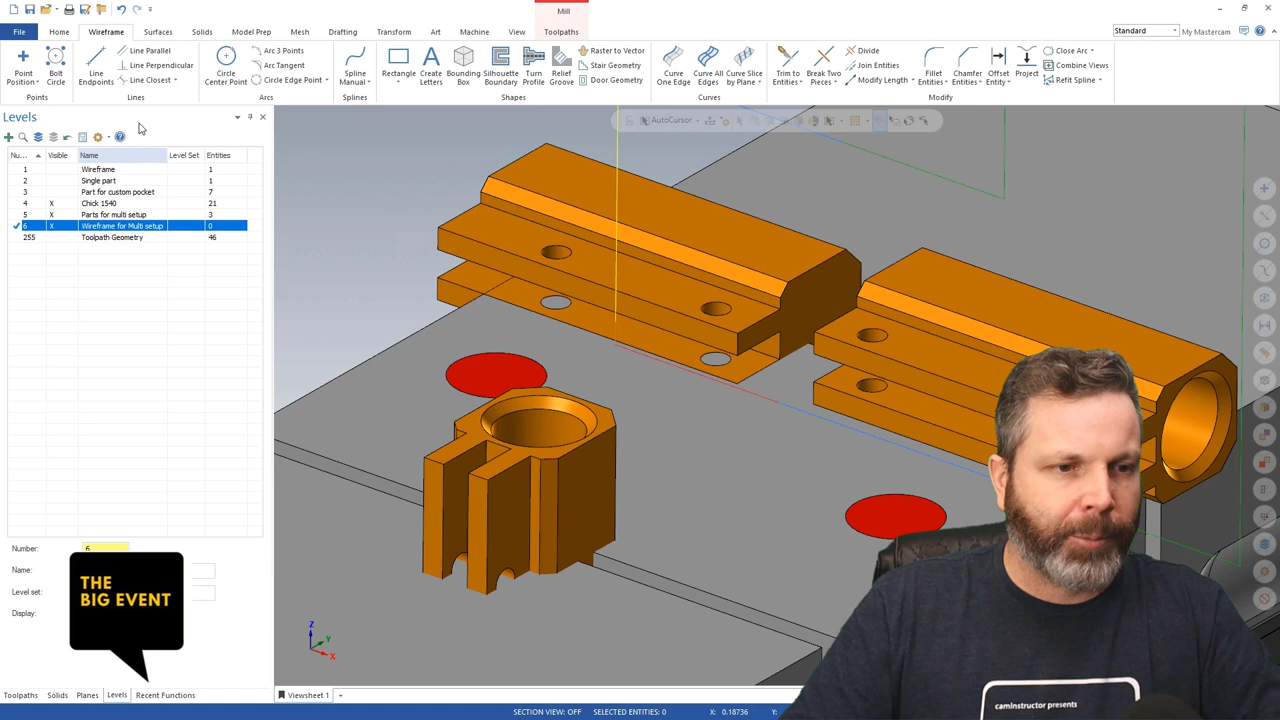 Mill
File
Home
Wireframe
Surfaces
Solids
Model Prep
Mesh
Drafting
Transform
Art
Machine
View
Toolpaths
Standard
My Mastercam
Point Position
Bolt Circle
Points
Line Endpoints
Line Parallel
Line Perpendicular
Line Closest
Lines
Circle Center Point
Arc 3 Points
Arc Tangent
Circle Edge Point
Arcs
Spline Manual
Splines
Rectangle
Create Letters
Bounding Box
Silhouette Boundary
Turn Profile
Relief Groove
Raster to Vector
Stair Geometry
Door Geometry
Shapes
Curve One Edge
Curve All Edges
Curve Slice by Plane
Curves
Trim to Entities
Break Two Pieces
Divide
Join Entities
Modify Length
Fillet Entities
Chamfer Entities
Offset Entity
Project
Close Arc
Combine Views
Refit Spline
Modify
Levels
AutoCursor
Nu... Visible Name Level Set Entities
1 Wireframe 1
2 Single part 1
3 Part for custom pocket 7
4 X Chick 1540 21
5 X Parts for multi setup 3
6 X Wireframe for Multi setup 0
255 Toolpath Geometry 46
Number: 6
Name:
Level set:
Display:
THE
BIG EVENT
Z
Y
X
caminstructor presents
Toolpaths
Solids
Planes
Levels
Recent Functions
Viewsheet 1
+
SECTION VIEW: OFF
SELECTED ENTITIES: 0
X: 0.18736
Y: